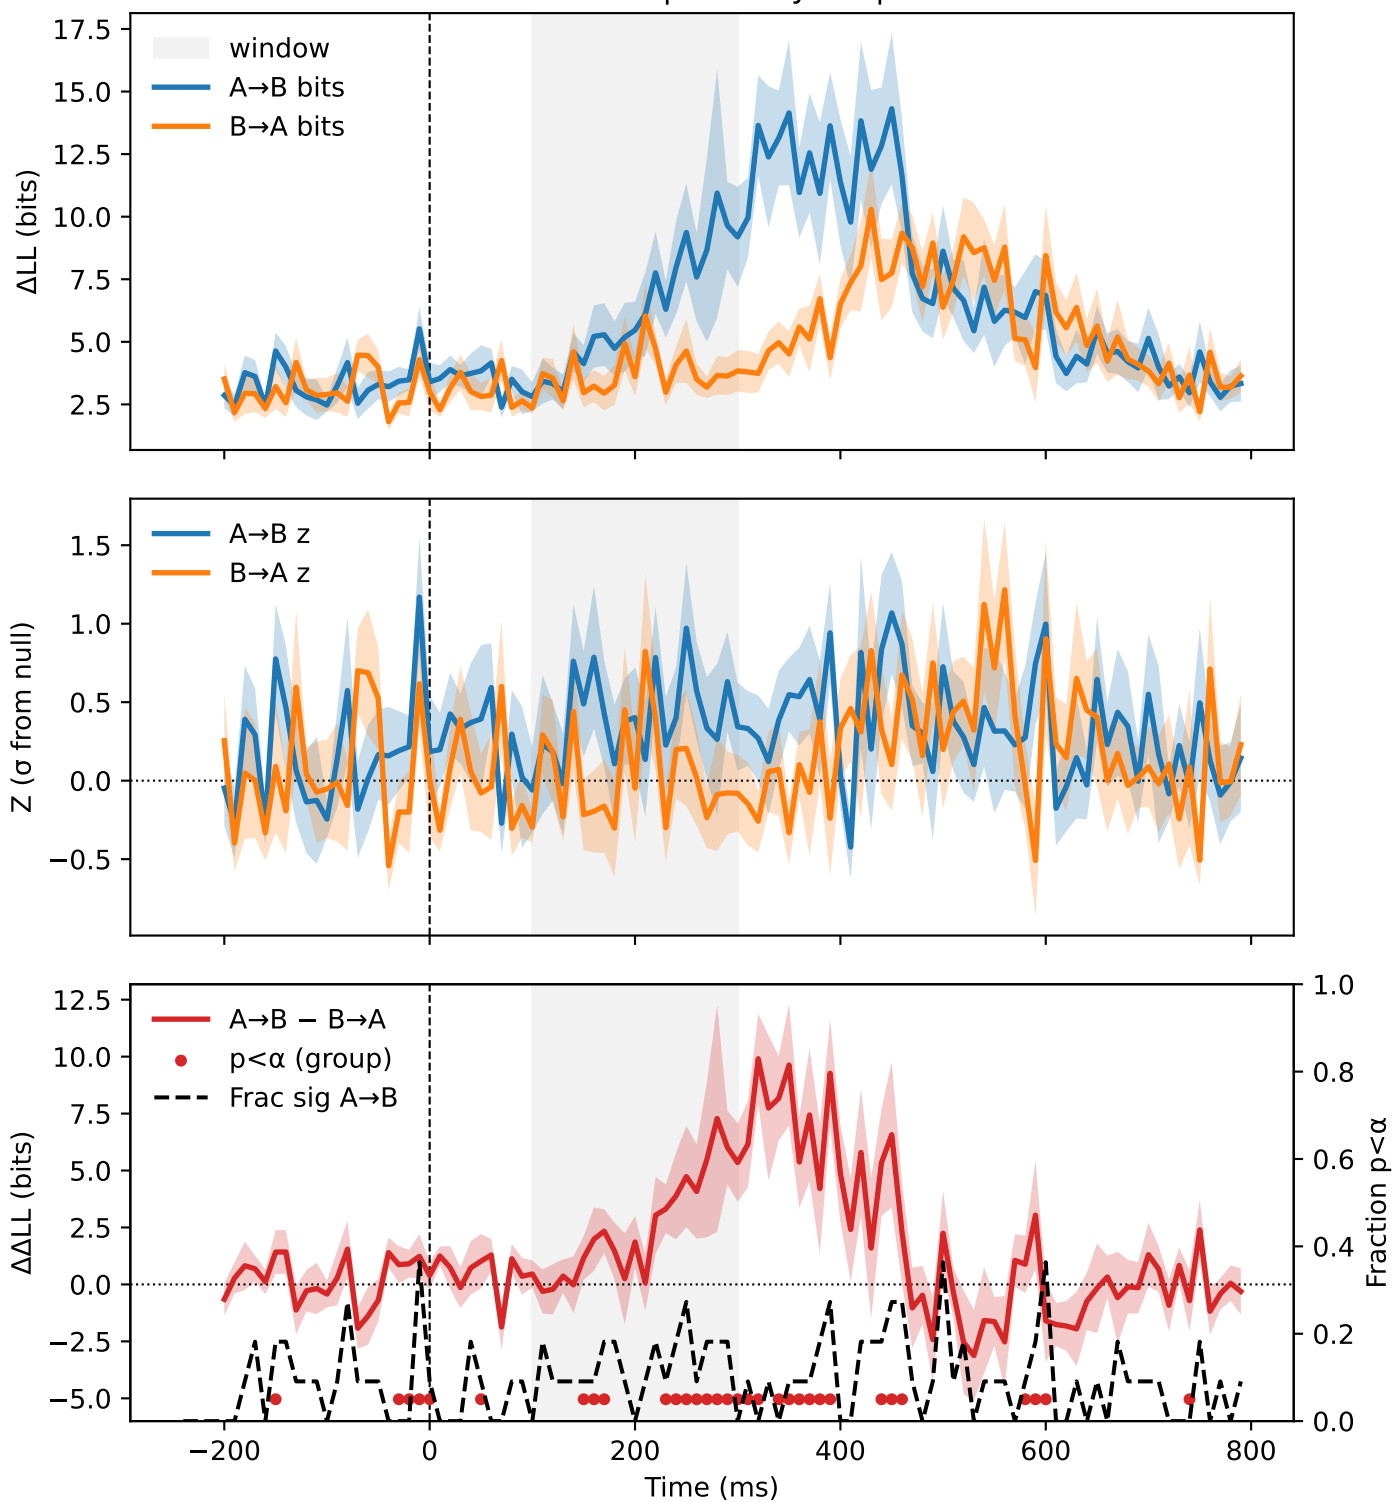 17.5
15.0
12.5
10.0
7.5
5.0
2.5
ΔLL (bits)
window
A→B bits
B→A bits
1.5
1.0
0.5
0.0
−0.5
Z (σ from null)
A→B z
B→A z
12.5
10.0
7.5
5.0
2.5
0.0
−2.5
−5.0
ΔΔLL (bits)
A→B − B→A
p<α (group)
Frac sig A→B
1.0
0.8
0.6
0.4
0.2
0.0
Fraction p<α
−200
0
200
400
600
800
Time (ms)